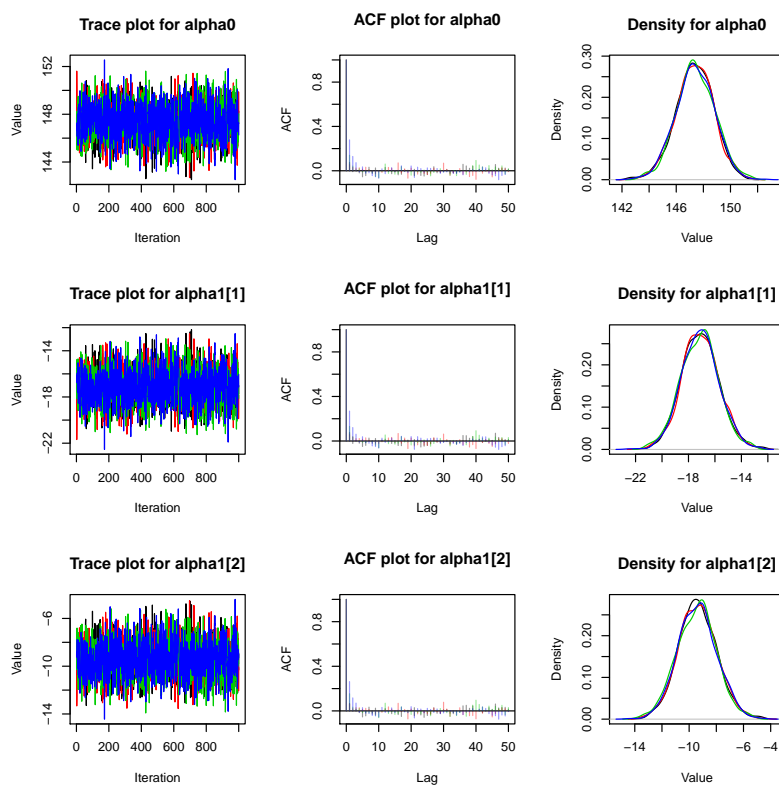 Trace plot for alpha0
Value
144 148 152
0 200 400 600 800
Iteration
ACF plot for alpha0
ACF
0.0 0.4 0.8
0 10 20 30 40 50
Lag
Density for alpha0
Density
0.00 0.10 0.20 0.30
142 146 150
Value
Trace plot for alpha1[1]
Value
−22 −18 −14
0 200 400 600 800
Iteration
ACF plot for alpha1[1]
ACF
0.0 0.4 0.8
0 10 20 30 40 50
Lag
Density for alpha1[1]
Density
0.00 0.10 0.20
−22 −18 −14
Value
Trace plot for alpha1[2]
Value
−14 −10 −6
0 200 400 600 800
Iteration
ACF plot for alpha1[2]
ACF
0.0 0.4 0.8
0 10 20 30 40 50
Lag
Density for alpha1[2]
Density
0.00 0.10 0.20
−14 −10 −6 −4
Value